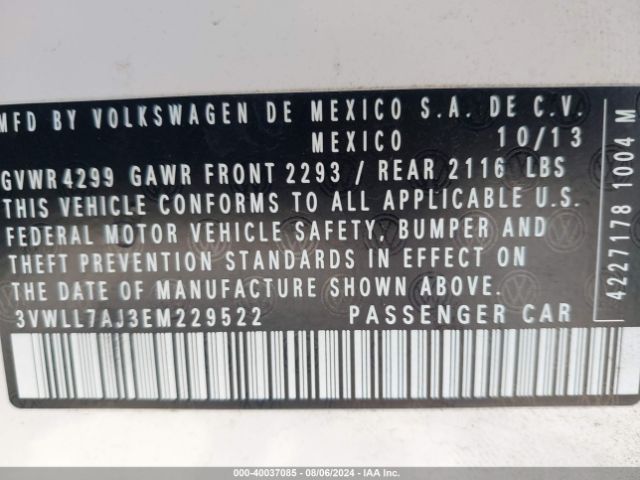 MFD BY VOLKSWAGEN DE MEXICO S.A. DE C.V.
MEXICO 10/13
GVWR 4299 GAWR FRONT 2293 / REAR 2116 LBS
THIS VEHICLE CONFORMS TO ALL APPLICABLE U.S.
FEDERAL MOTOR VEHICLE SAFETY, BUMPER AND
THEFT PREVENTION STANDARDS IN EFFECT ON
THE DATE OF MANUFACTURE SHOWN ABOVE.
3VWLL7AJ3EM229522 PASSENGER CAR
4227178 1004 M
000-40037085 - 08/06/2024 - IAA Inc.